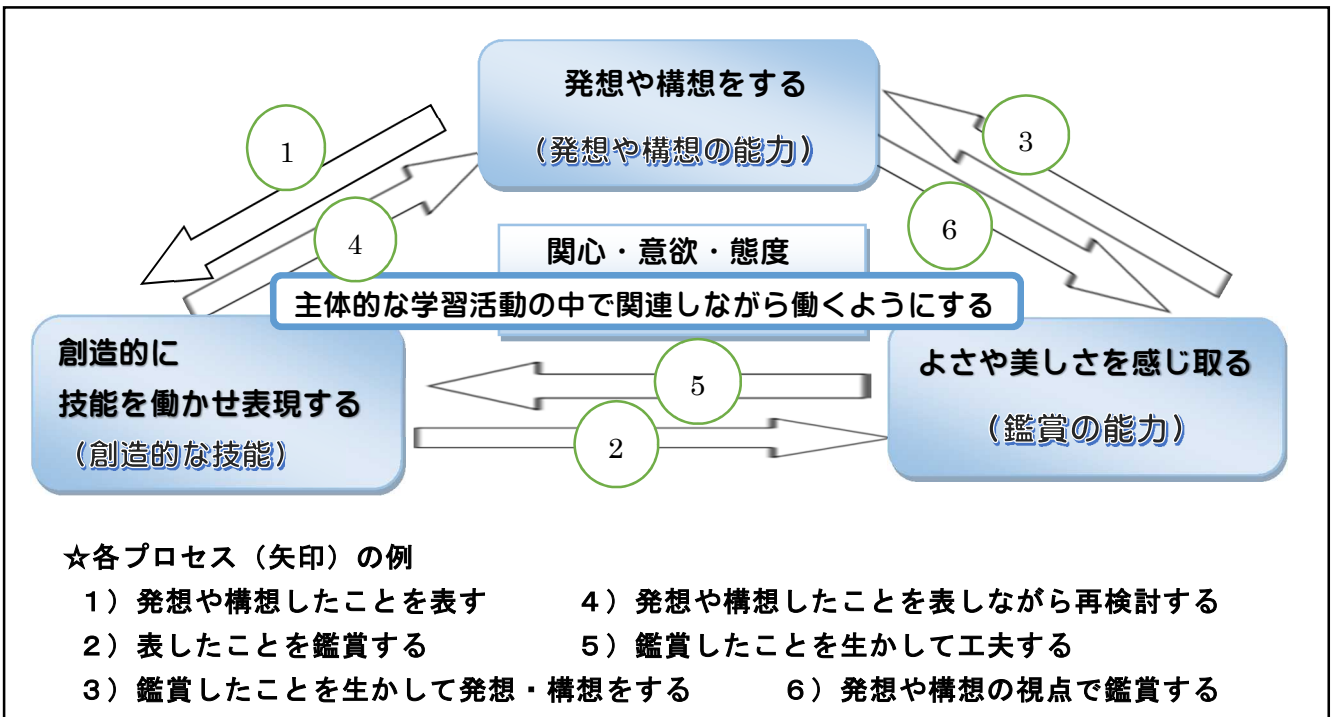 発想や構想をする
（発想や構想の能力）
1
3
4
6
関心・意欲・態度
主体的な学習活動の中で関連しながら働くようにする
創造的に
技能を働かせ表現する
（創造的な技能）
よさや美しさを感じ取る
（鑑賞の能力）
5
2
☆各プロセス（矢印）の例
１）発想や構想したことを表す　４）発想や構想したことを表しながら再検討する
２）表したことを鑑賞する　５）鑑賞したことを生かして工夫する
３）鑑賞したことを生かして発想・構想をする　６）発想や構想の視点で鑑賞する